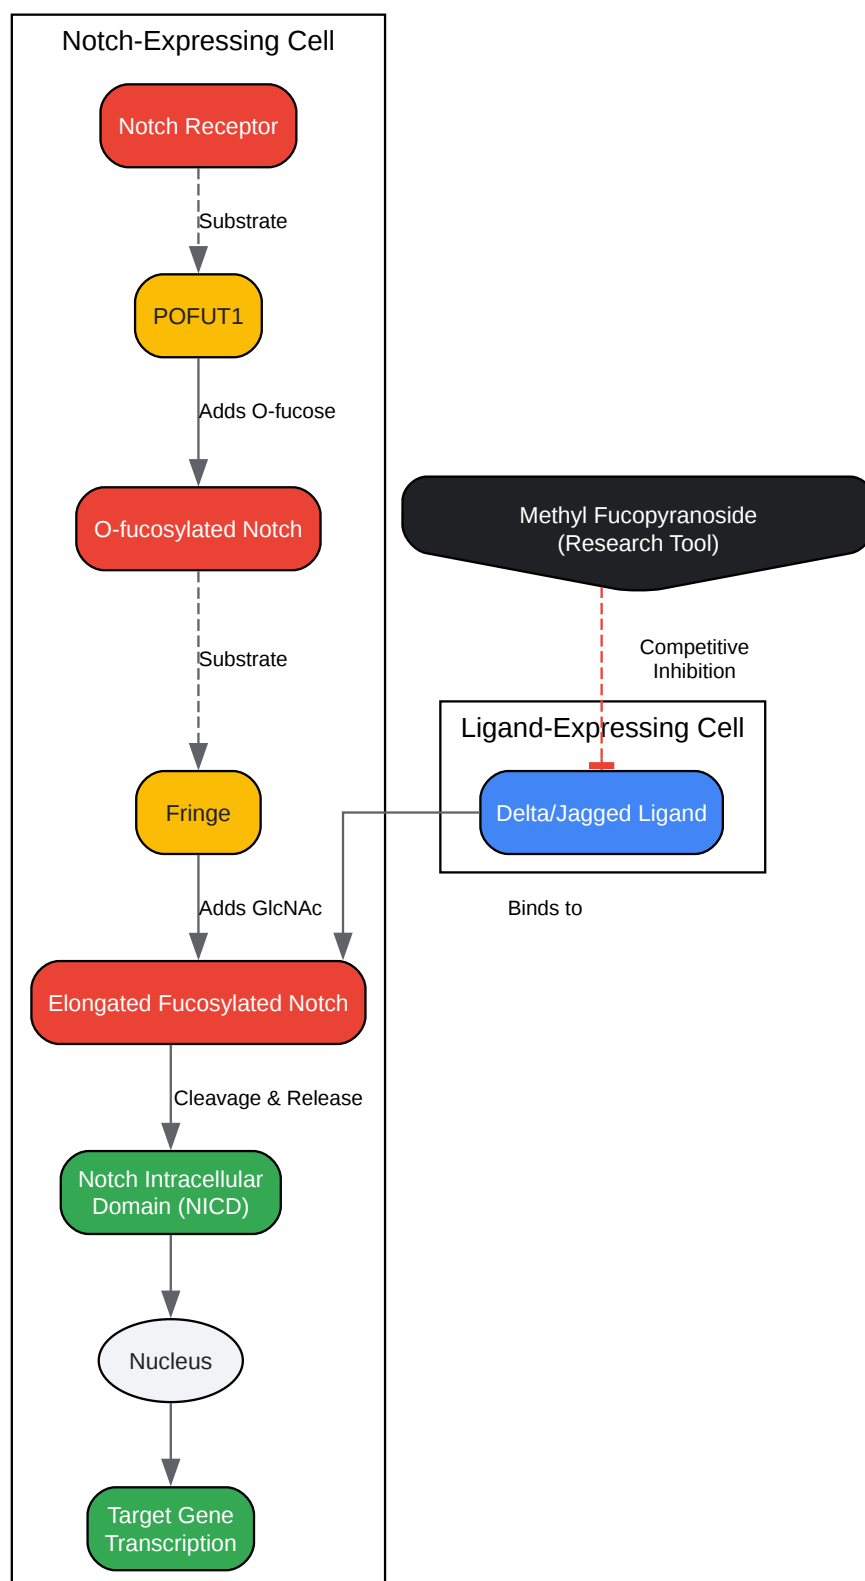 Notch-Expressing Cell
Notch Receptor
Substrate
POFUT1
Adds O-fucose
O-fucosylated Notch
Methyl Fucopyranoside
(Research Tool)
Substrate
Competitive
Inhibition
Ligand-Expressing Cell
Fringe
Delta/Jagged Ligand
Adds GlcNAc
Binds to
Elongated Fucosylated Notch
Cleavage & Release
Notch Intracellular
Domain (NICD)
Nucleus
Target Gene
Transcription